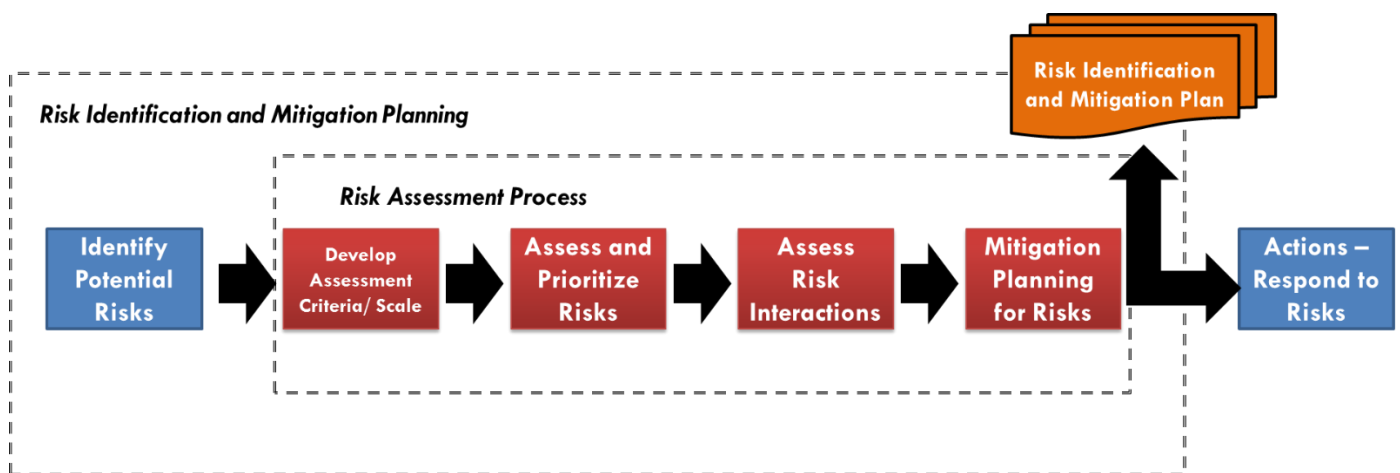 Risk Identification
and Mitigation Plan
Risk Identification and Mitigation Planning
Risk Assessment Process
Identify
Potential
Risks
Develop
Assessment
Criteria/ Scale
Assess and
Prioritize
Risks
Assess
Risk
Interactions
Mitigation
Planning
for Risks
Actions –
Respond to
Risks